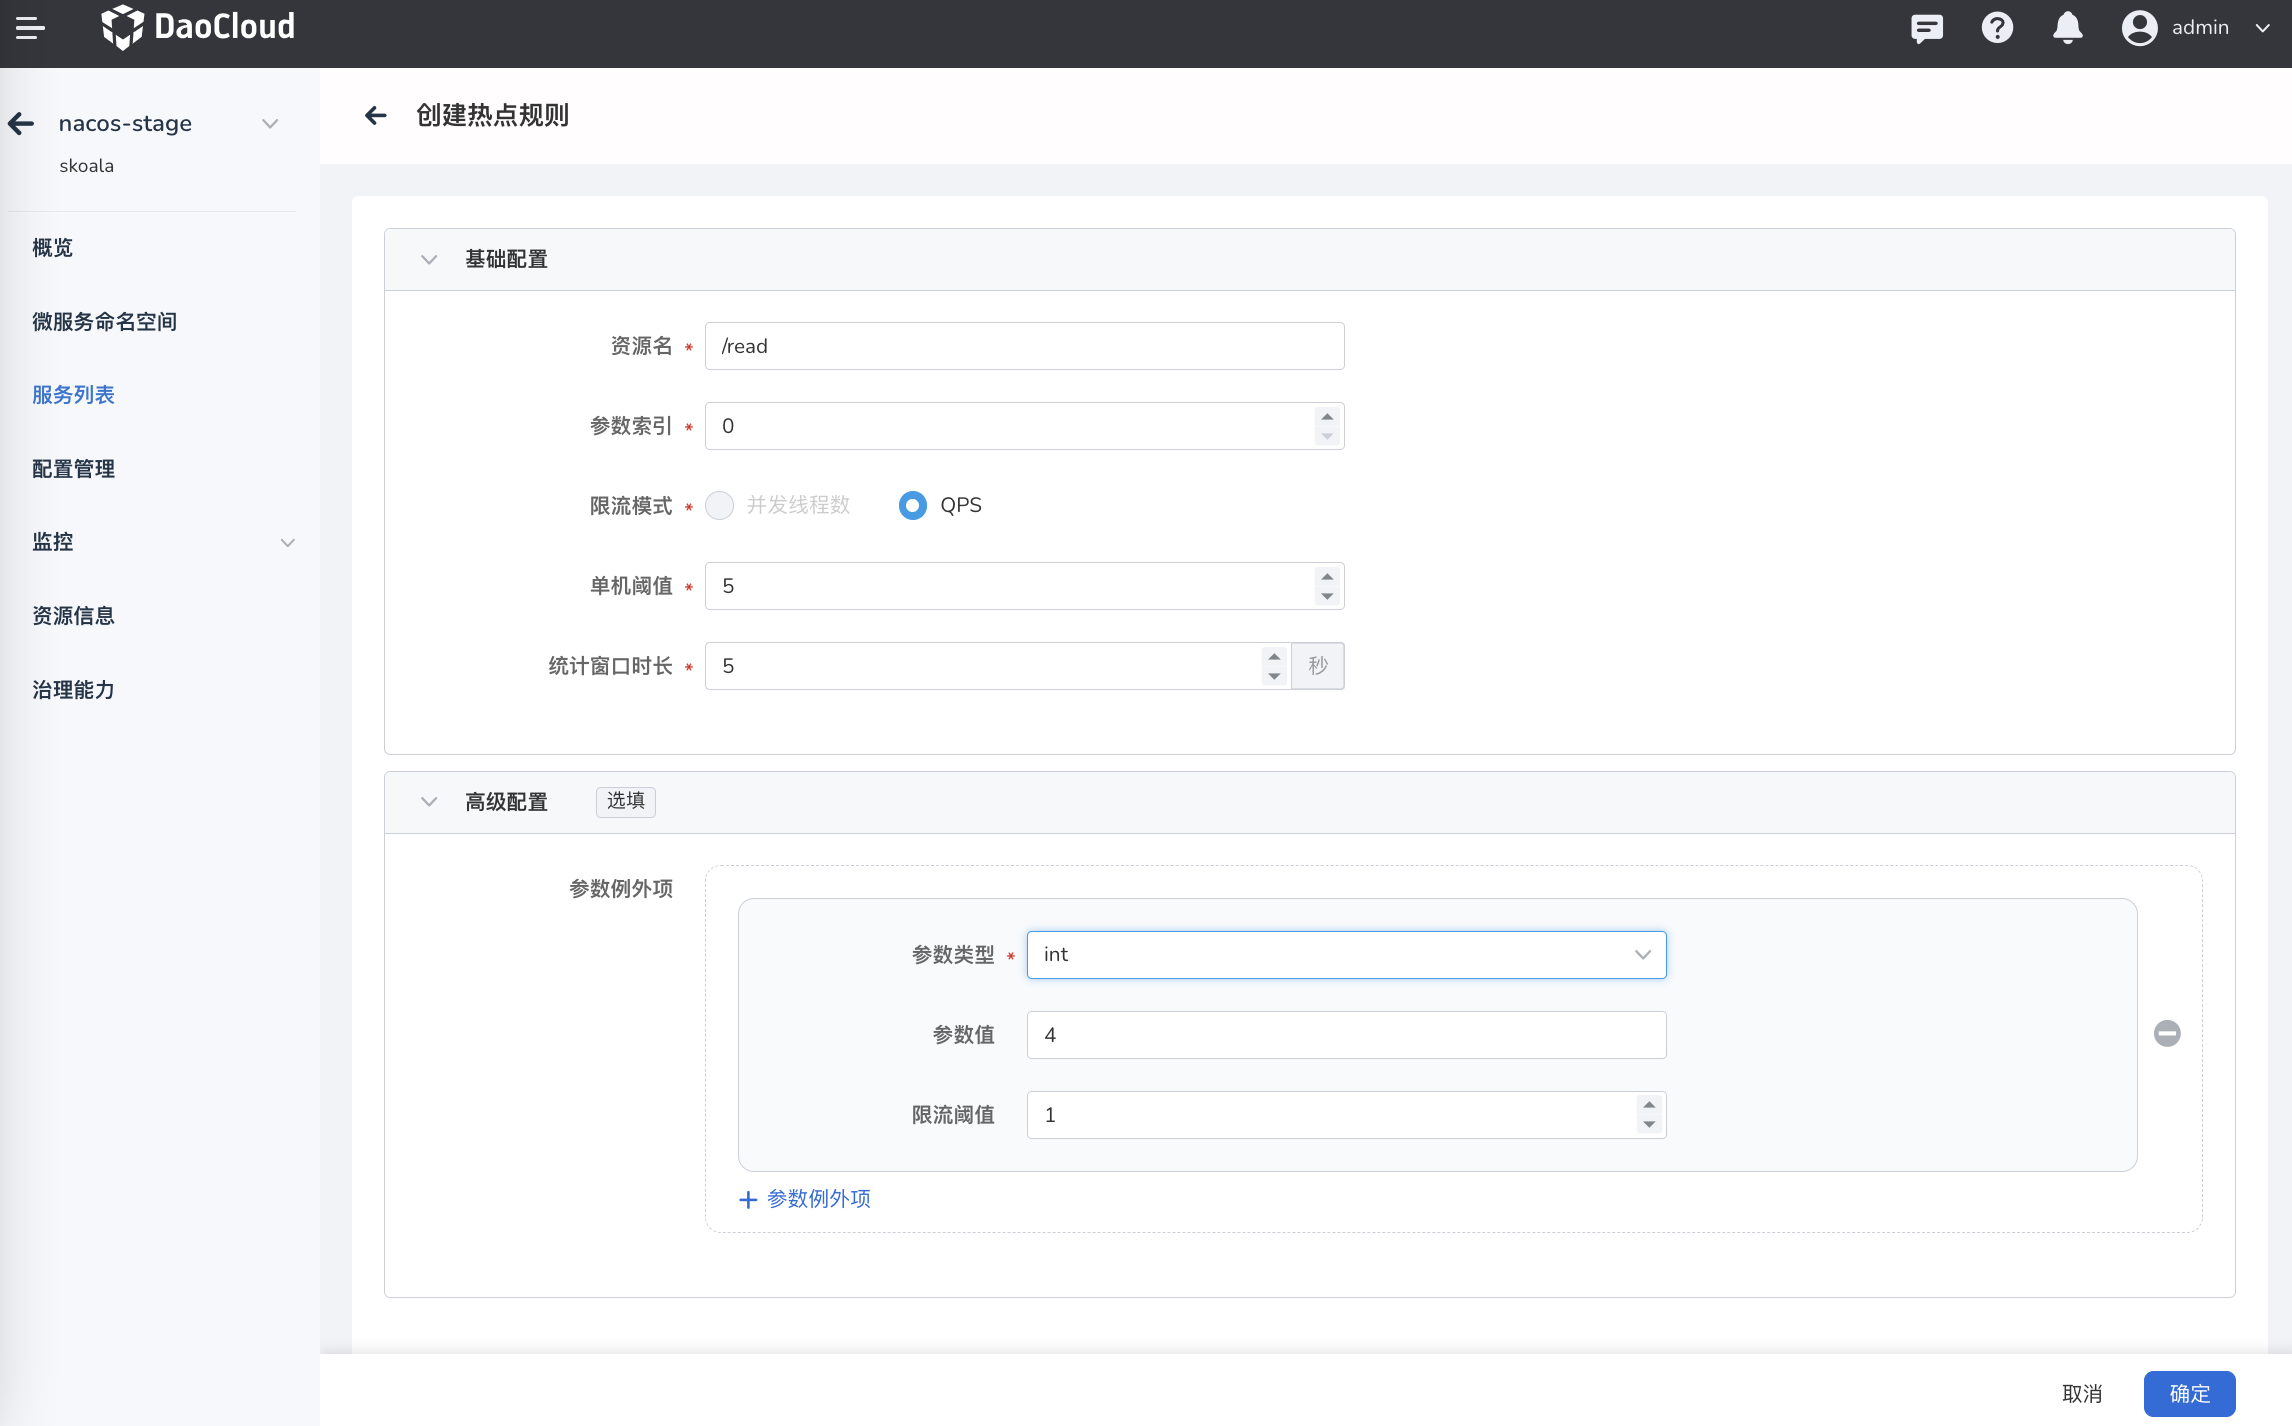 DaoCloud
admin
nacos-stage
skoala
概览
微服务命名空间
服务列表
配置管理
监控
资源信息
治理能力
创建热点规则
基础配置
资源名 * /read
参数索引 * 0
限流模式 * 并发线程数 QPS
单机阈值 * 5
统计窗口时长 * 5 秒
高级配置 选填
参数例外项
参数类型 * int
参数值 4
限流阈值 1
+ 参数例外项
取消 确定